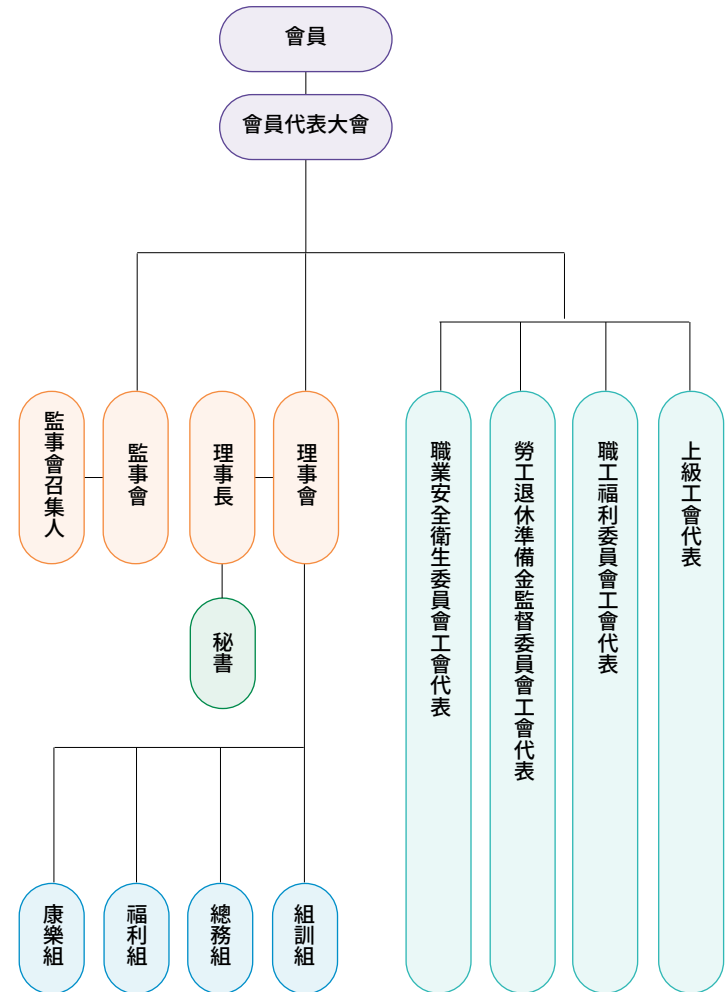 會員
會員代表大會
監事會召集人
監事會
理事長
理事會
職業安全衛生委員會工會代表
勞工退休準備金監督委員會工會代表
職工福利委員會工會代表
上級工會代表
秘書
康樂組
福利組
總務組
組訓組